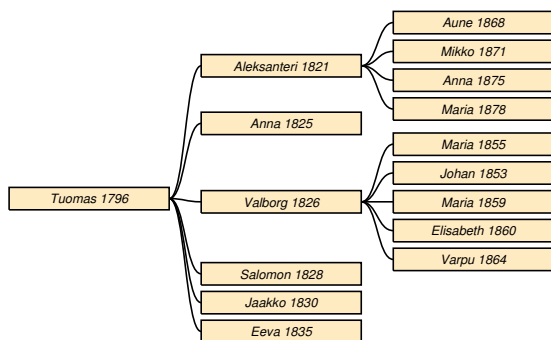 Tuomas 1796
Aleksanteri 1821
Aune 1868
Mikko 1871
Anna 1875
Maria 1878
Anna 1825
Valborg 1826
Maria 1855
Johan 1853
Maria 1859
Elisabeth 1860
Varpu 1864
Salomon 1828
Jaakko 1830
Eeva 1835